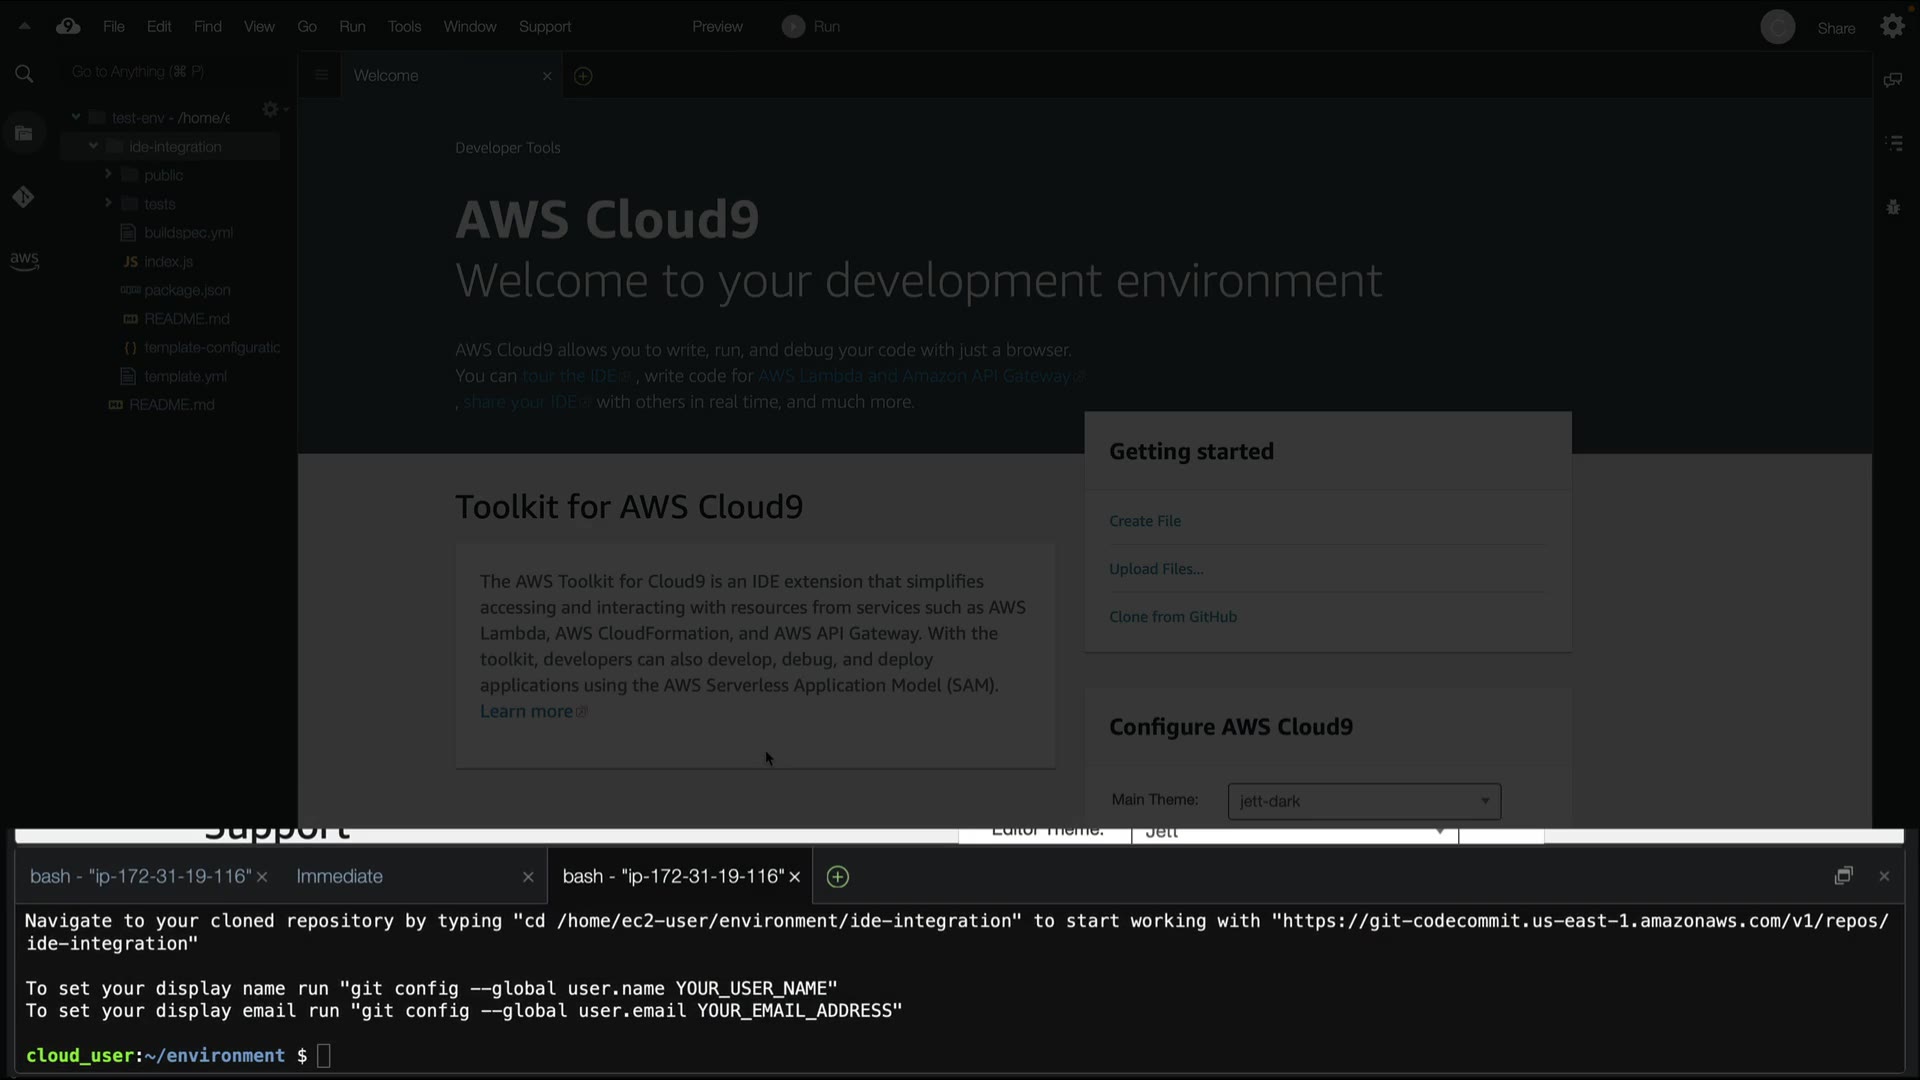 File Edit Find View Go Run Tools Window Support Preview Run C Share
Go to Anything (⌘ P)
Welcome
test-env - /home/e
ide-integration
public
tests
buildspec.yml
JS index.js
package.json
README.md
{} template-configuratic
template.yml
README.md
aws
Developer Tools
AWS Cloud9
Welcome to your development environment
AWS Cloud9 allows you to write, run, and debug your code with just a browser.
You can tour the IDE , write code for AWS Lambda and Amazon API Gateway
, share your IDE with others in real time, and much more.
Getting started
Create File
Upload Files...
Clone from GitHub
Toolkit for AWS Cloud9
The AWS Toolkit for Cloud9 is an IDE extension that simplifies
accessing and interacting with resources from services such as AWS
Lambda, AWS CloudFormation, and AWS API Gateway. With the
toolkit, developers can also develop, debug, and deploy
applications using the AWS Serverless Application Model (SAM).
Learn more
Configure AWS Cloud9
Main Theme: jett-dark
Support
Editor Theme: Jett
bash - "ip-172-31-19-116" Immediate bash - "ip-172-31-19-116"
Navigate to your cloned repository by typing "cd /home/ec2-user/environment/ide-integration" to start working with "https://git-codecommit.us-east-1.amazonaws.com/v1/repos/
ide-integration"
To set your display name run "git config --global user.name YOUR_USER_NAME"
To set your display email run "git config --global user.email YOUR_EMAIL_ADDRESS"
cloud_user:~/environment $